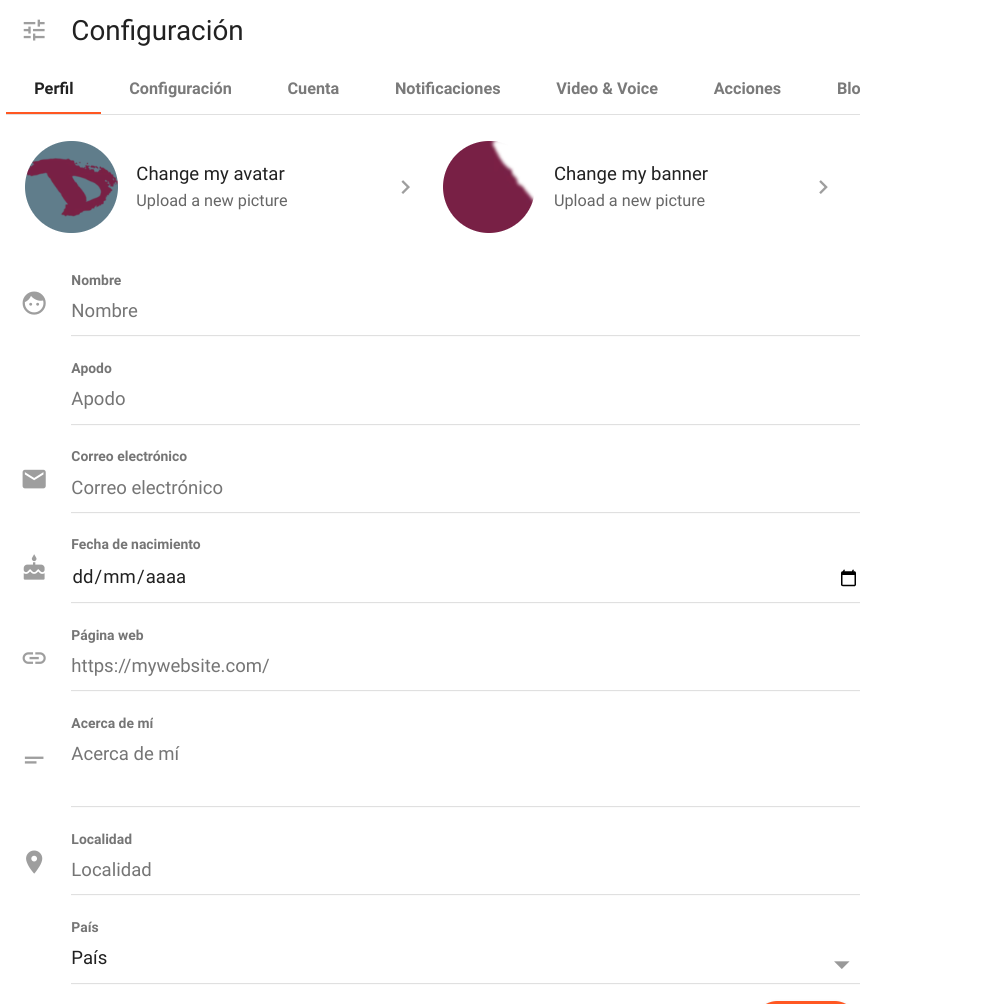 Configuración
Perfil Configuración Cuenta Notificaciones Video & Voice Acciones Blo
Change my avatar
Upload a new picture
Change my banner
Upload a new picture
Nombre
Nombre
Apodo
Apodo
Correo electrónico
Correo electrónico
Fecha de nacimiento
dd/mm/aaaa
Página web
https://mywebsite.com/
Acerca de mí
Acerca de mí
Localidad
Localidad
País
País